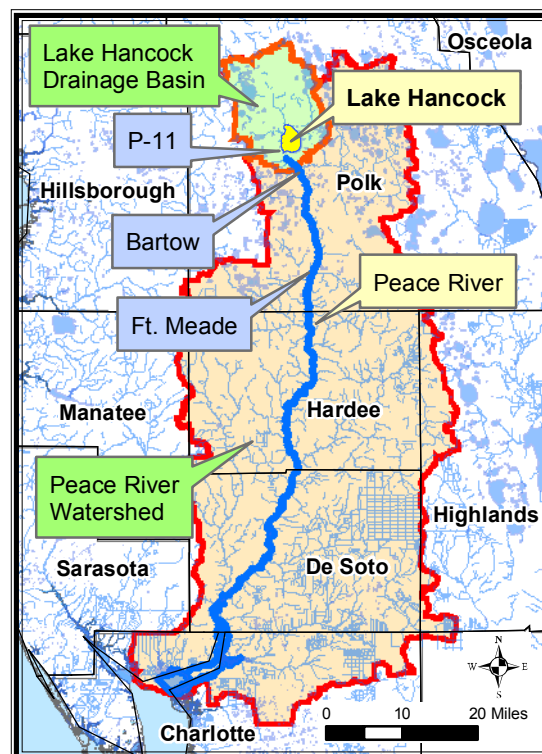 Osceola
Lake Hancock
Drainage Basin
Lake Hancock
P-11
Hillsborough
Polk
Bartow
Peace River
Ft. Meade
Manatee
Hardee
Peace River
Watershed
Highlands
Sarasota
De Soto
N
W
E
S
0 10 20 Miles
Charlotte